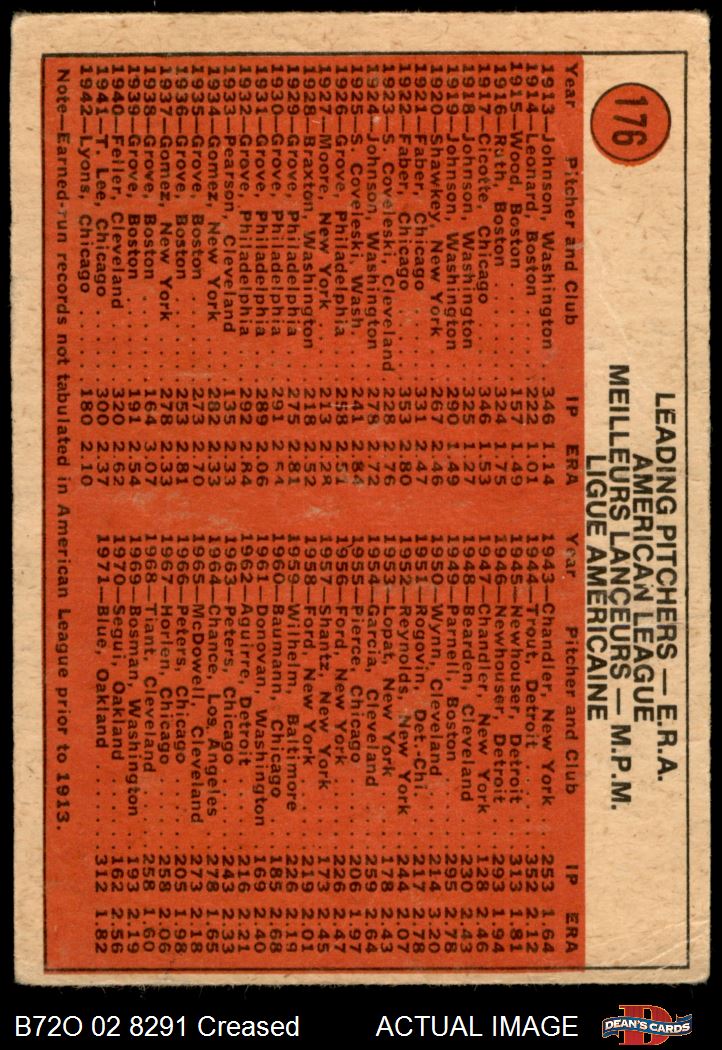 176
LEADING PITCHERS — E.R.A.
AMERICAN LEAGUE
MEILLEURS LANCEURS — M.P.M.
LIGUE AMERICAINE
Year Pitcher and Club IP ERA
1913—Johnson, Washington 346 1.14
1914—Leonard, Boston 222 1.01
1915—Wood, Boston 157 1.49
1916—Ruth, Boston 324 1.75
1917—Cicotte, Chicago 346 1.53
1918—Johnson, Washington 325 1.27
1919—Johnson, Washington 290 1.49
1920—Shawkey, New York 267 2.46
1921—Faber, Chicago 331 2.47
1922—Faber, Chicago 353 2.80
1923—S. Coveleski, Cleveland 228 2.76
1924—Johnson, Washington 278 2.72
1925—S. Coveleski, Wash. 241 2.84
1926—Grove, Philadelphia 258 2.51
1927—Moore, New York 213 2.28
1928—Braxton, Washington 218 2.52
1929—Grove, Philadelphia 275 2.81
1930—Grove, Philadelphia 291 2.54
1931—Grove, Philadelphia 289 2.06
1932—Grove, Philadelphia 292 2.84
1933—Pearson, Cleveland 135 2.33
1934—Gomez, New York 282 2.33
1935—Grove, Boston 273 2.70
1936—Grove, Boston 253 2.81
1937—Gomez, New York 278 2.33
1938—Grove, Boston 164 3.07
1939—Grove, Boston 191 2.54
1940—Feller, Cleveland 320 2.62
1941—T. Lee, Chicago 300 2.37
1942—Lyons, Chicago 180 2.10
Year Pitcher and Club IP ERA
1943—Chandler, New York 253 1.64
1944—Trout, Detroit 352 2.12
1945—Newhouser, Detroit 313 1.81
1946—Newhouser, Detroit 293 1.94
1947—Chandler, New York 128 2.46
1948—Bearden, Cleveland 230 2.43
1949—Parnell, Boston 295 2.78
1950—Wynn, Cleveland 214 3.20
1951—Rogovin, Det.-Chi. 217 2.78
1952—Reynolds, New York 244 2.07
1953—Lopat, New York 178 2.43
1954—Garcia, Cleveland 259 2.64
1955—Pierce, Chicago 206 1.97
1956—Ford, New York 226 2.47
1957—Shantz, New York 173 2.45
1958—Ford, New York 219 2.01
1959—Wilhelm, Baltimore 226 2.19
1960—Baumann, Chicago 185 2.68
1961—Donovan, Washington 169 2.40
1962—Aguirre, Detroit 216 2.21
1963—Peters, Chicago 243 2.33
1964—Chance, Los Angeles 278 1.65
1965—McDowell, Cleveland 273 2.18
1966—Peters, Chicago 205 1.98
1967—Horlen, Chicago 258 2.06
1968—Tiant, Cleveland 258 1.60
1969—Bosman, Washington 193 2.19
1970—Segui, Oakland 162 2.56
1971—Blue, Oakland 312 1.82
Note—Earned-run records not tabulated in American League prior to 1913.
B72O 02 8291 Creased ACTUAL IMAGE
D
DEAN'S CARDS